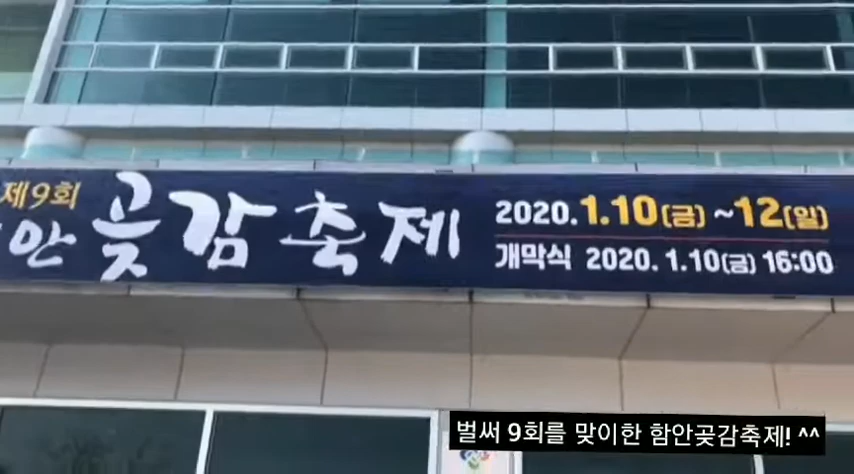 제9회
안 곶감축제
2020.1.10(금)~12(일)
개막식 2020. 1.10(금) 16:00
벌써 9회를 맞이한 함안곶감축제! ^^